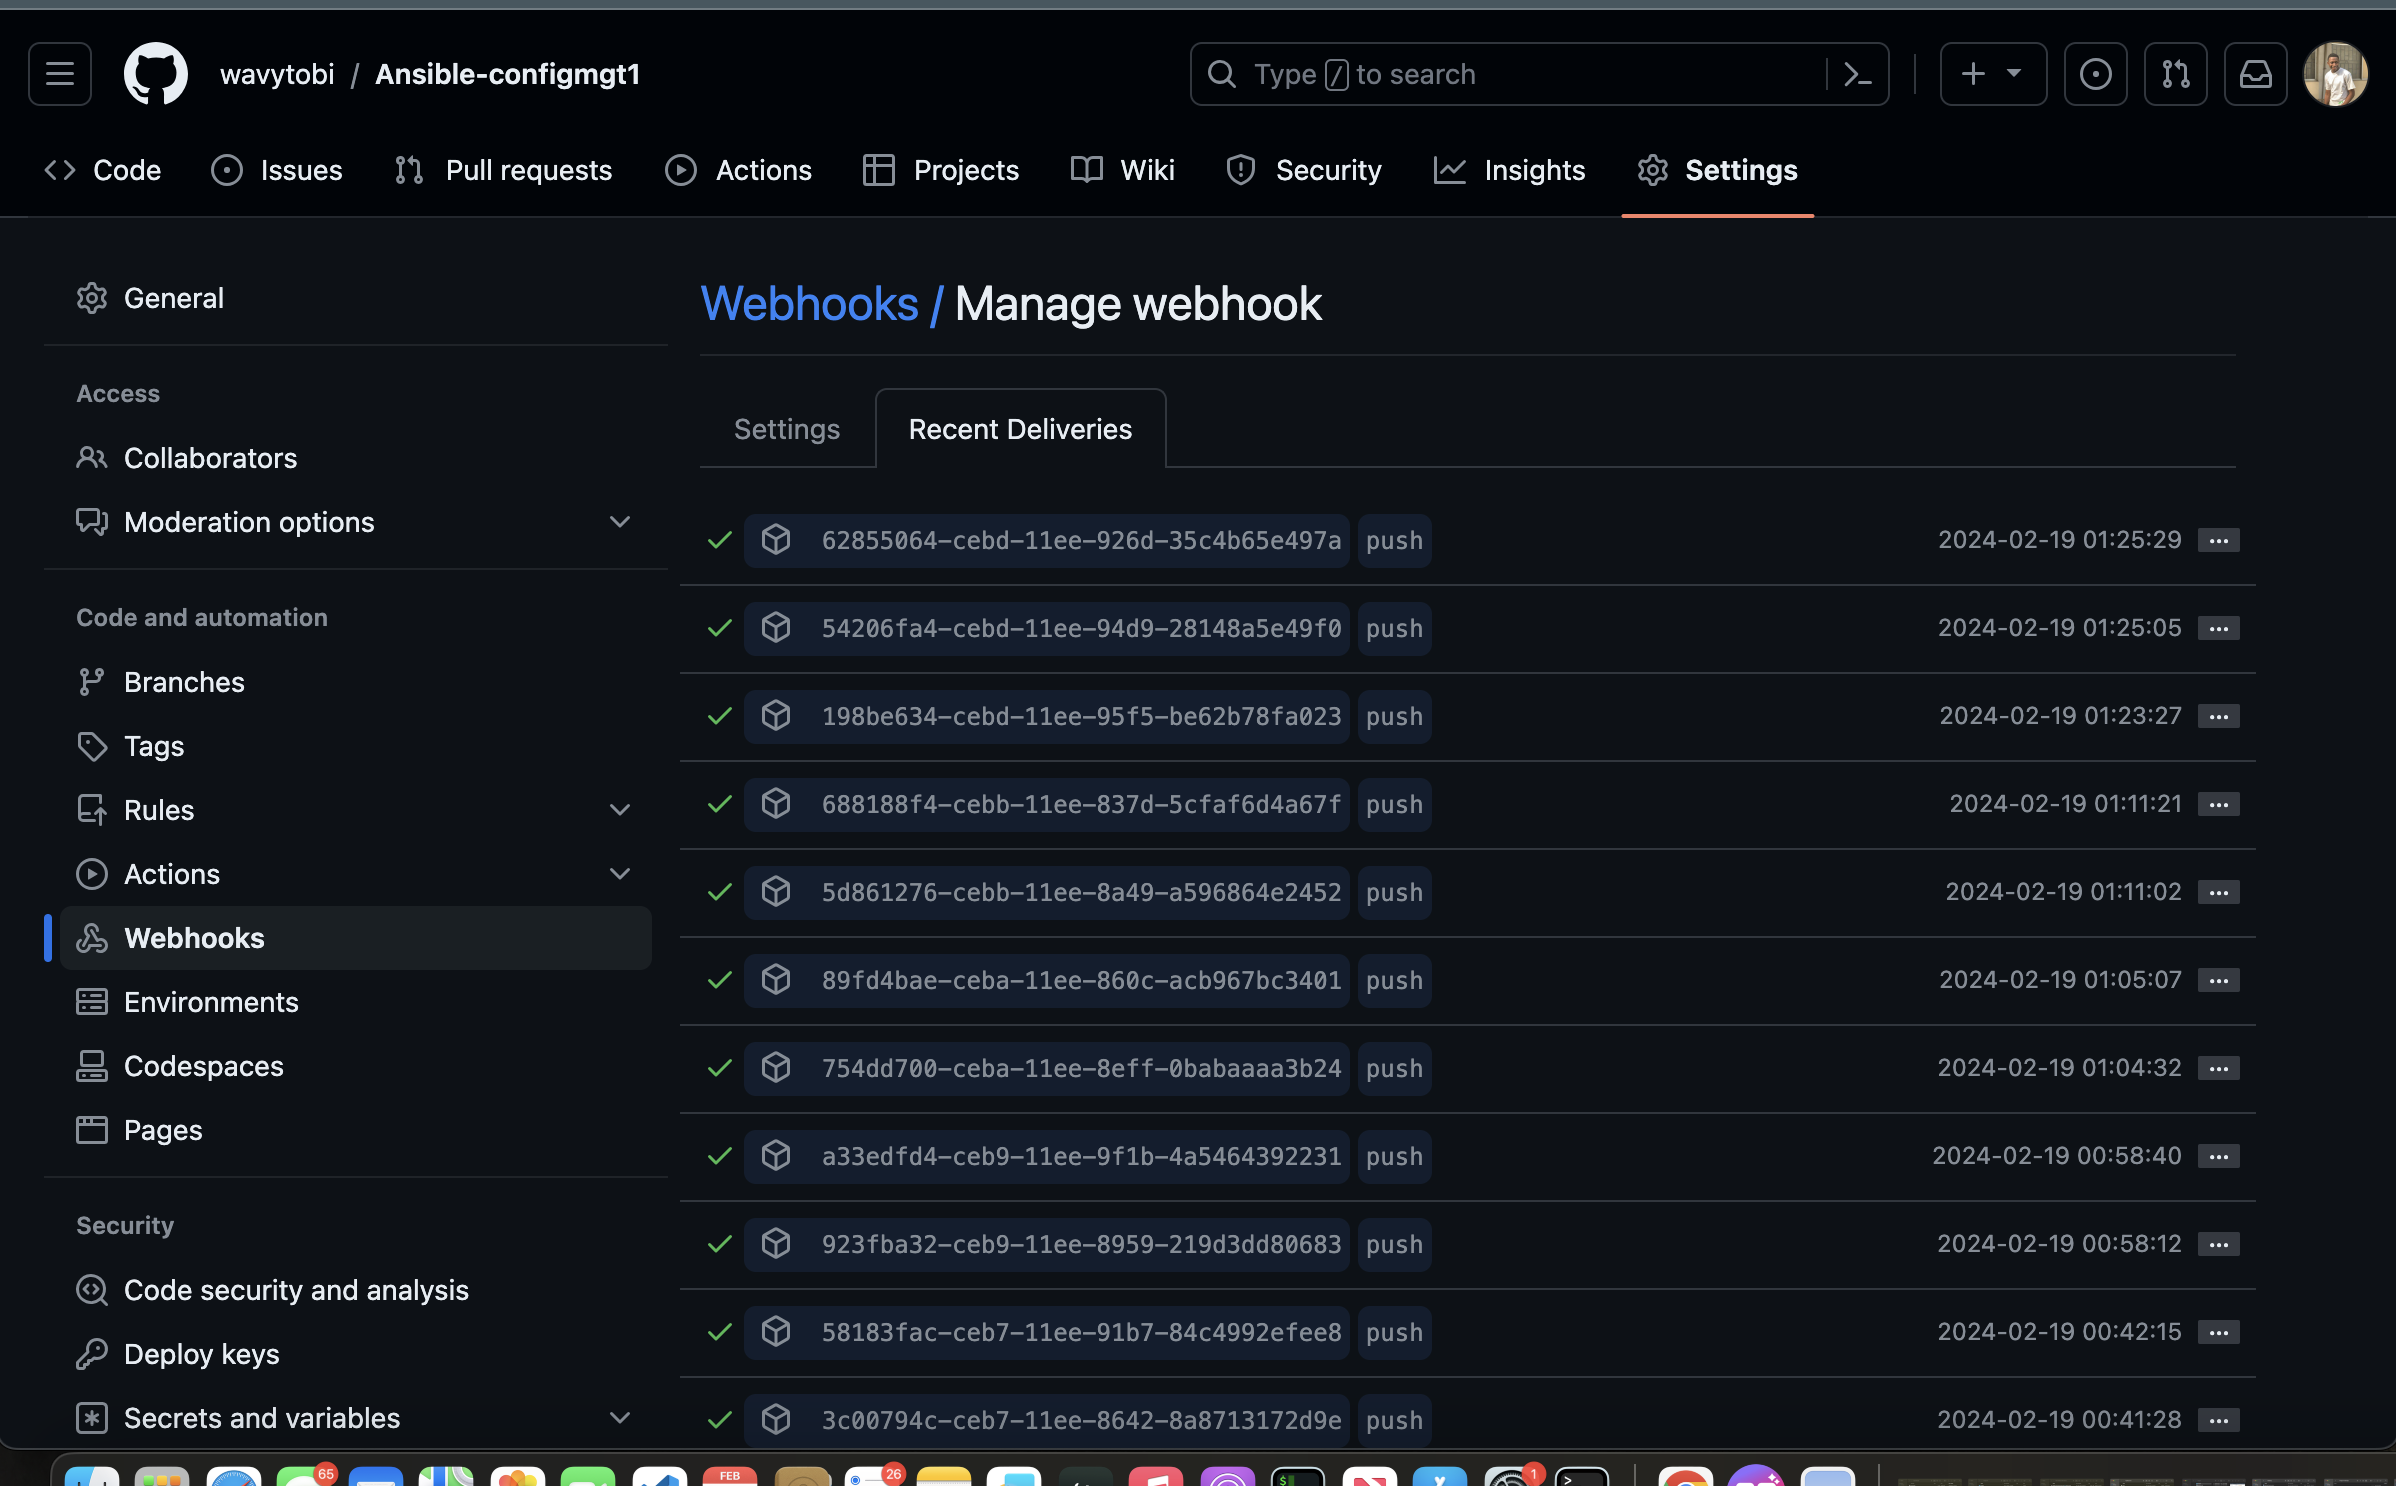 wavytobi / Ansible-configmgt1
Type / to search
Code Issues Pull requests Actions Projects Wiki Security Insights Settings
General
Access
Collaborators
Moderation options
Code and automation
Branches
Tags
Rules
Actions
Webhooks
Environments
Codespaces
Pages
Security
Code security and analysis
Deploy keys
Secrets and variables
Webhooks / Manage webhook
Settings Recent Deliveries
62855064-cebd-11ee-926d-35c4b65e497a push 2024-02-19 01:25:29
54206fa4-cebd-11ee-94d9-28148a5e49f0 push 2024-02-19 01:25:05
198be634-cebd-11ee-95f5-be62b78fa023 push 2024-02-19 01:23:27
688188f4-cebb-11ee-837d-5cfaf6d4a67f push 2024-02-19 01:11:21
5d861276-cebb-11ee-8a49-a596864e2452 push 2024-02-19 01:11:02
89fd4bae-ceba-11ee-860c-acb967bc3401 push 2024-02-19 01:05:07
754dd700-ceba-11ee-8eff-0babaaaa3b24 push 2024-02-19 01:04:32
a33edfd4-ceb9-11ee-9f1b-4a5464392231 push 2024-02-19 00:58:40
923fba32-ceb9-11ee-8959-219d3dd80683 push 2024-02-19 00:58:12
58183fac-ceb7-11ee-91b7-84c4992efee8 push 2024-02-19 00:42:15
3c00794c-ceb7-11ee-8642-8a8713172d9e push 2024-02-19 00:41:28
65 FEB 26 1